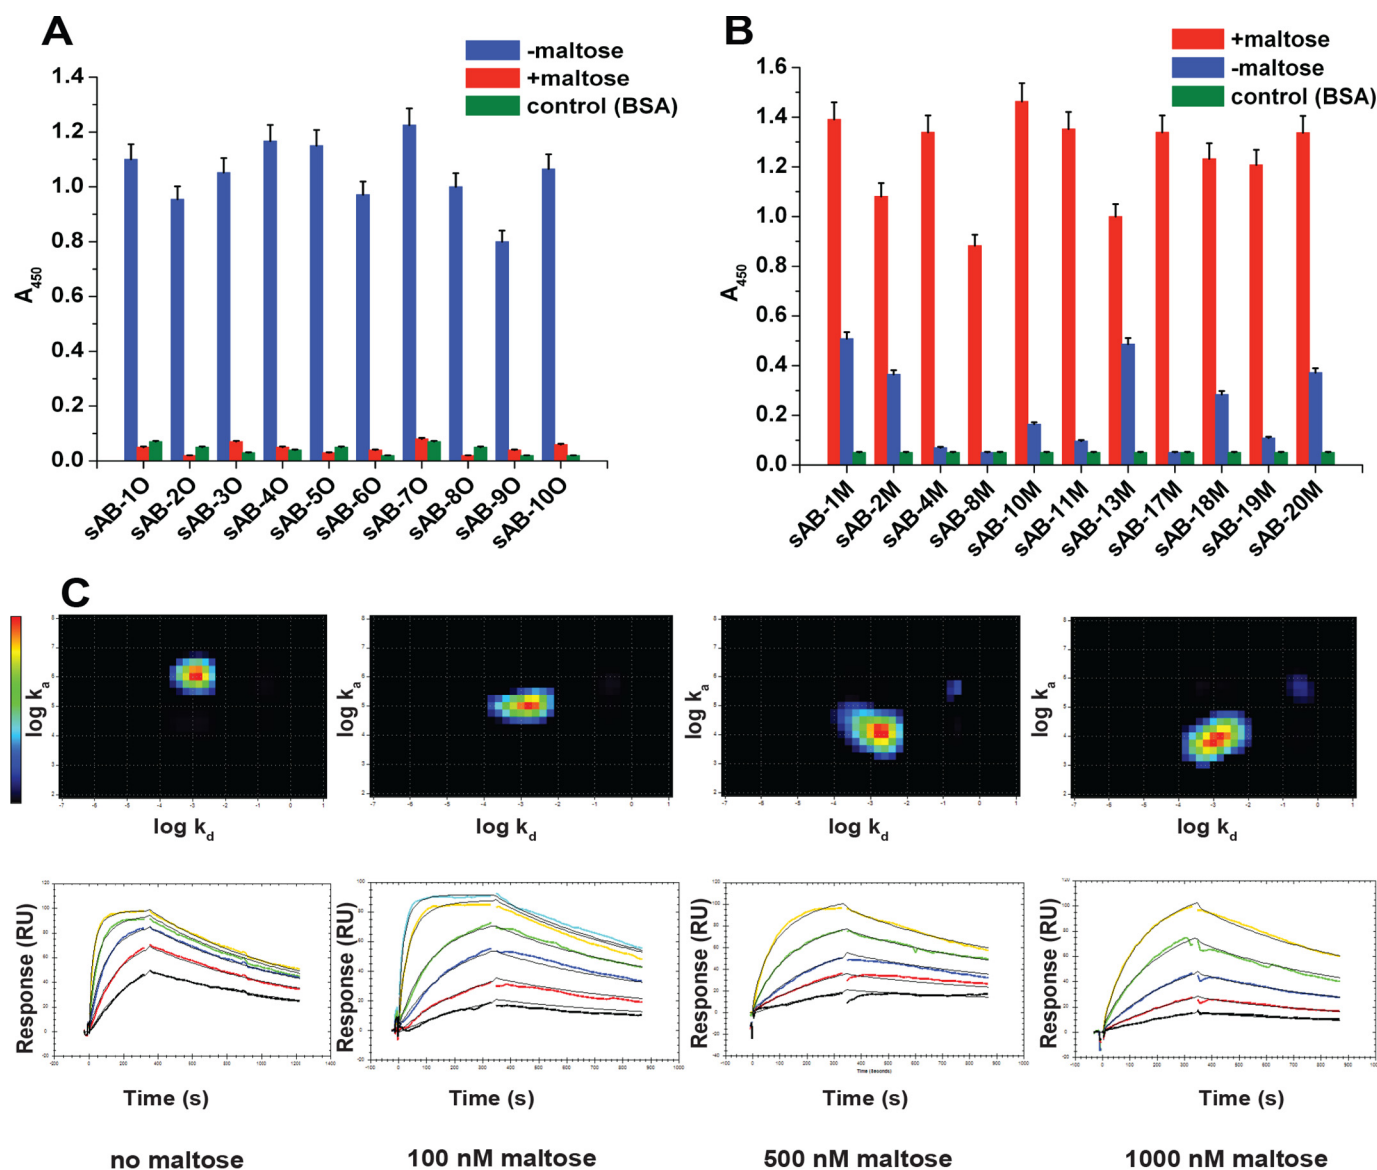 A
-maltose
+maltose
control (BSA)
1.4
1.2
1.0
0.8
0.6
0.4
0.2
0.0
A450
sAB-1O
sAB-2O
sAB-3O
sAB-4O
sAB-5O
sAB-6O
sAB-7O
sAB-8O
sAB-9O
sAB-10O
B
+maltose
-maltose
control (BSA)
1.6
1.4
1.2
1.0
0.8
0.6
0.4
0.2
0.0
A450
sAB-1M
sAB-2M
sAB-4M
sAB-8M
sAB-10M
sAB-11M
sAB-13M
sAB-17M
sAB-18M
sAB-19M
sAB-20M
C
log ka
log ka
log ka
log ka
log kd
log kd
log kd
log kd
Response (RU)
Response (RU)
Response (RU)
Response (RU)
Time (Seconds)
Time (s)
Time (s)
Time (s)
Time (s)
no maltose
100 nM maltose
500 nM maltose
1000 nM maltose